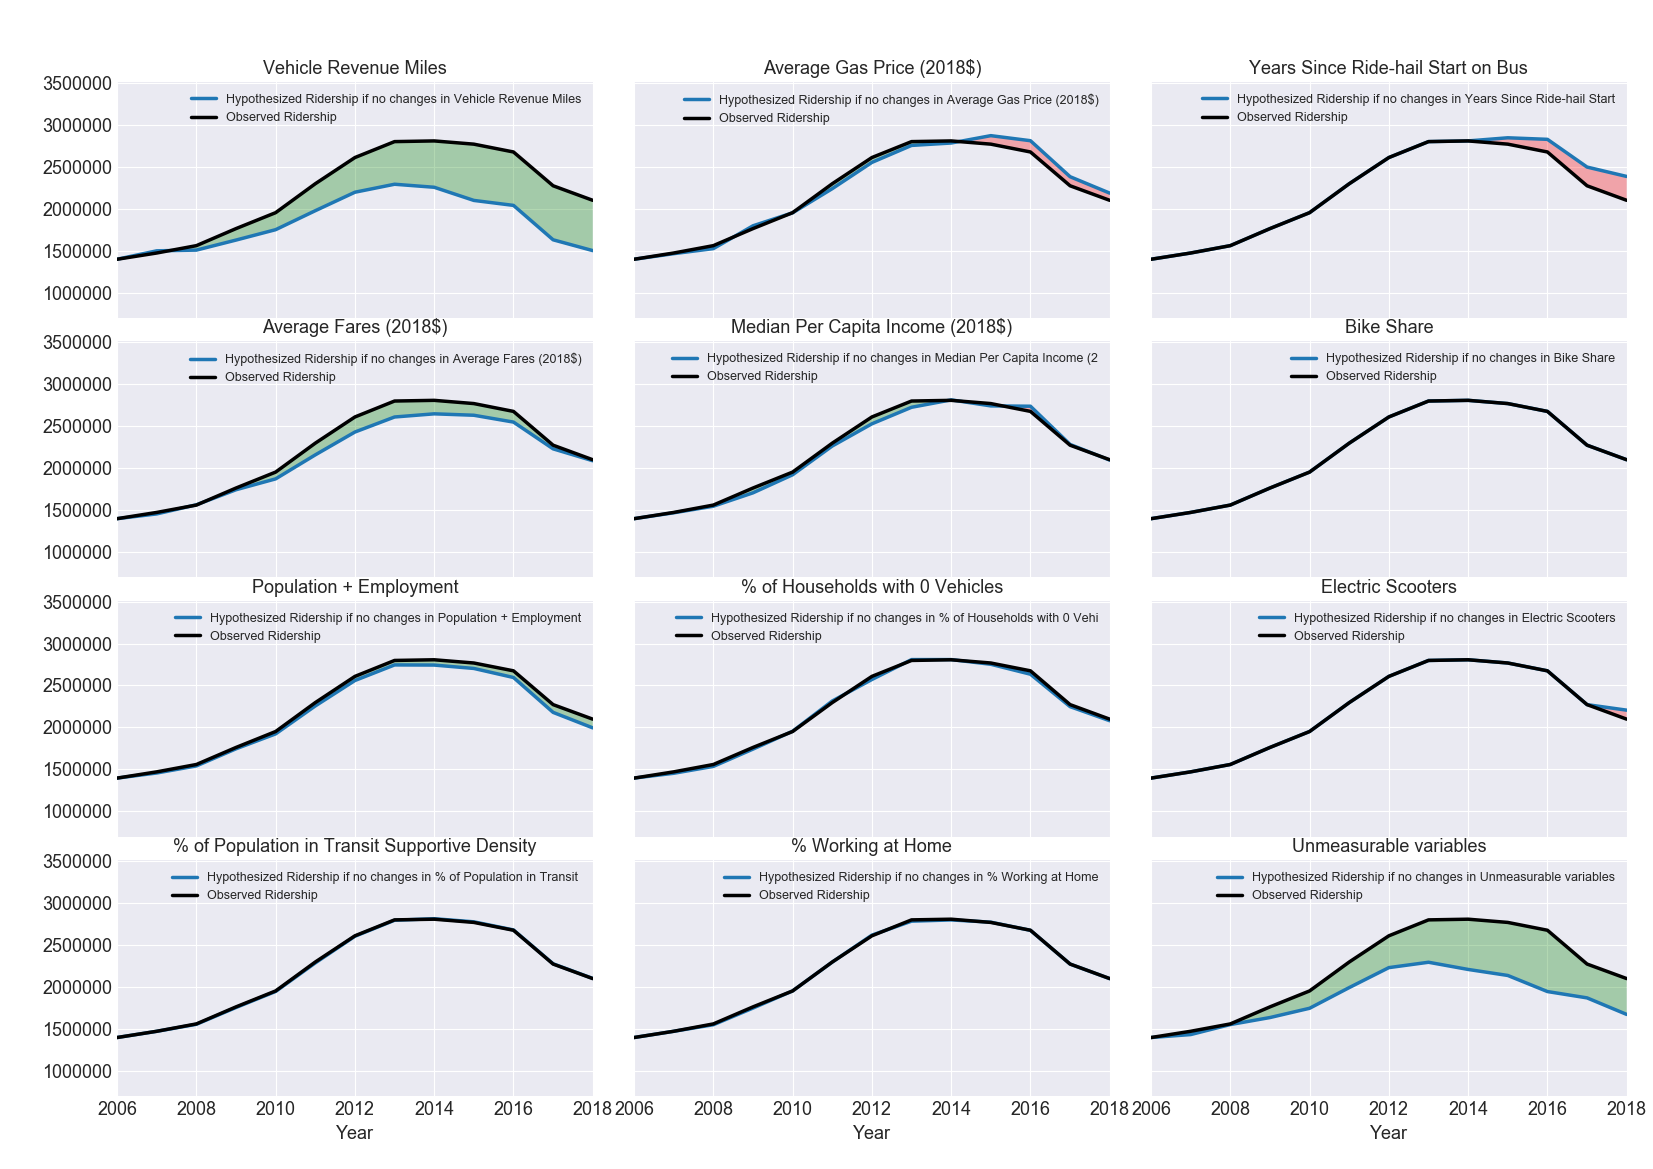 Vehicle Revenue Miles
3500000
3000000
2500000
2000000
1500000
1000000
Hypothesized Ridership if no changes in Vehicle Revenue Miles
Observed Ridership
Average Gas Price (2018$)
Hypothesized Ridership if no changes in Average Gas Price (2018$)
Observed Ridership
Years Since Ride-hail Start on Bus
Hypothesized Ridership if no changes in Years Since Ride-hail Start
Observed Ridership
Average Fares (2018$)
3500000
3000000
2500000
2000000
1500000
1000000
Hypothesized Ridership if no changes in Average Fares (2018$)
Observed Ridership
Median Per Capita Income (2018$)
Hypothesized Ridership if no changes in Median Per Capita Income (2
Observed Ridership
Bike Share
Hypothesized Ridership if no changes in Bike Share
Observed Ridership
Population + Employment
3500000
3000000
2500000
2000000
1500000
1000000
Hypothesized Ridership if no changes in Population + Employment
Observed Ridership
% of Households with 0 Vehicles
Hypothesized Ridership if no changes in % of Households with 0 Vehi
Observed Ridership
Electric Scooters
Hypothesized Ridership if no changes in Electric Scooters
Observed Ridership
% of Population in Transit Supportive Density
3500000
3000000
2500000
2000000
1500000
1000000
Hypothesized Ridership if no changes in % of Population in Transit
Observed Ridership
2006 2008 2010 2012 2014 2016 2018
Year
% Working at Home
Hypothesized Ridership if no changes in % Working at Home
Observed Ridership
2006 2008 2010 2012 2014 2016 2018
Year
Unmeasurable variables
Hypothesized Ridership if no changes in Unmeasurable variables
Observed Ridership
2006 2008 2010 2012 2014 2016 2018
Year